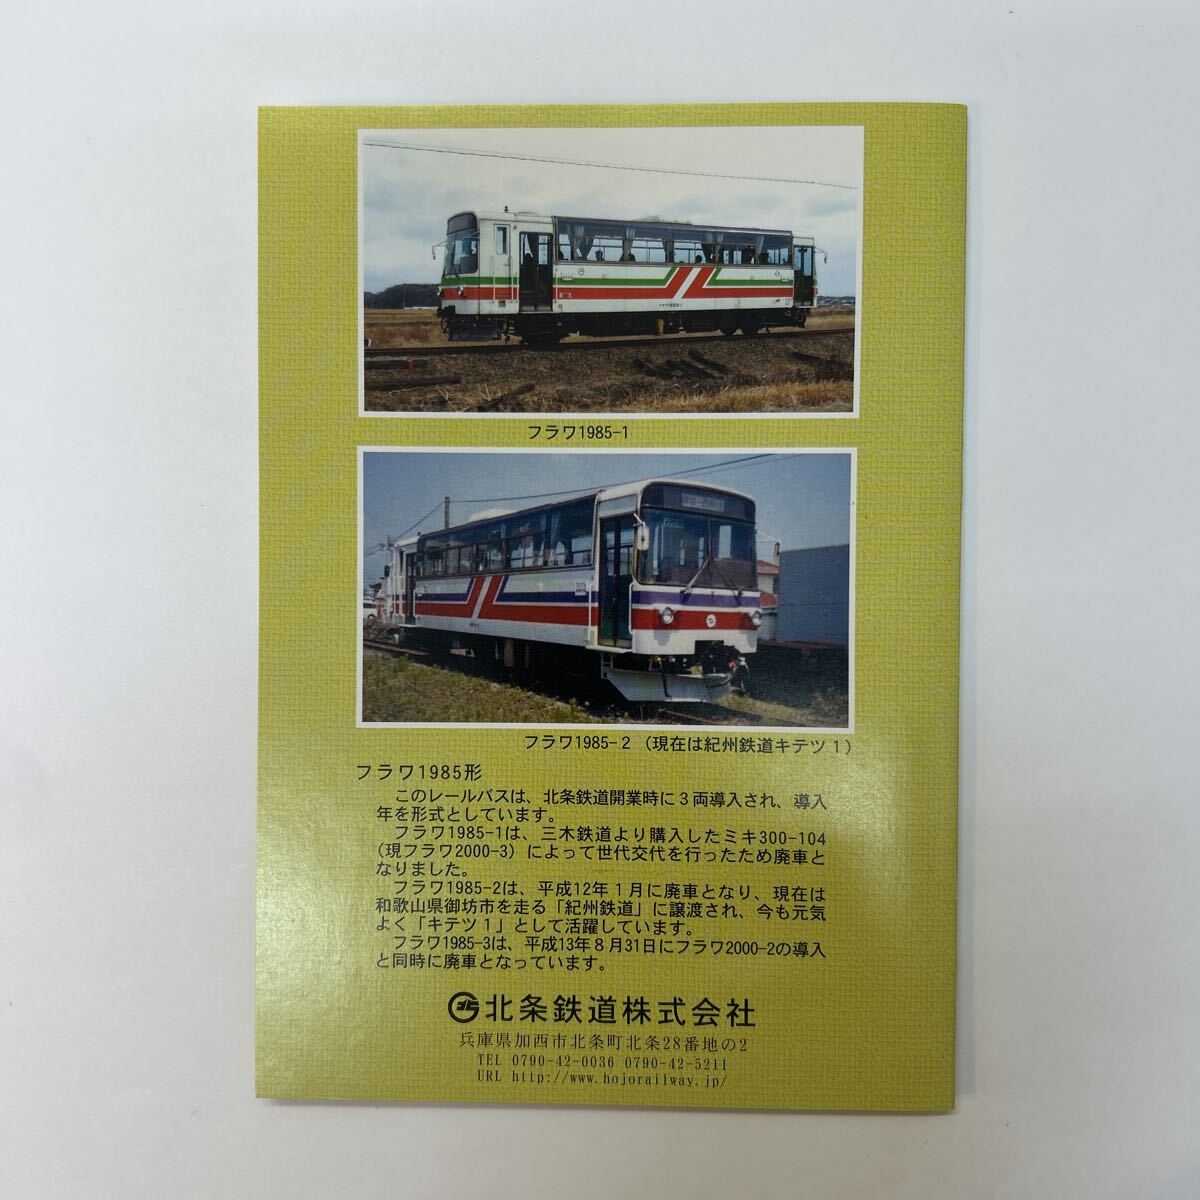 フラワ1985-1
フラワ1985-2（現在は紀州鉄道キテツ1）
フラワ1985形
このレールバスは、北条鉄道開業時に3両導入され、導入
年を形式としています。
フラワ1985-1は、三木鉄道より購入したミキ300-104
（現フラワ2000-3）によって世代交代を行ったため廃車と
なりました。
フラワ1985-2は、平成12年1月に廃車となり、現在は
和歌山県御坊市を走る「紀州鉄道」に譲渡され、今も元気
よく「キテツ1」として活躍しています。
フラワ1985-3は、平成13年8月31日にフラワ2000-2の導入
と同時に廃車となっています。
北条鉄道株式会社
兵庫県加西市北条町北条28番地の2
TEL 0790-42-0036 0790-42-5211
URL http://www.hojorailway.jp/